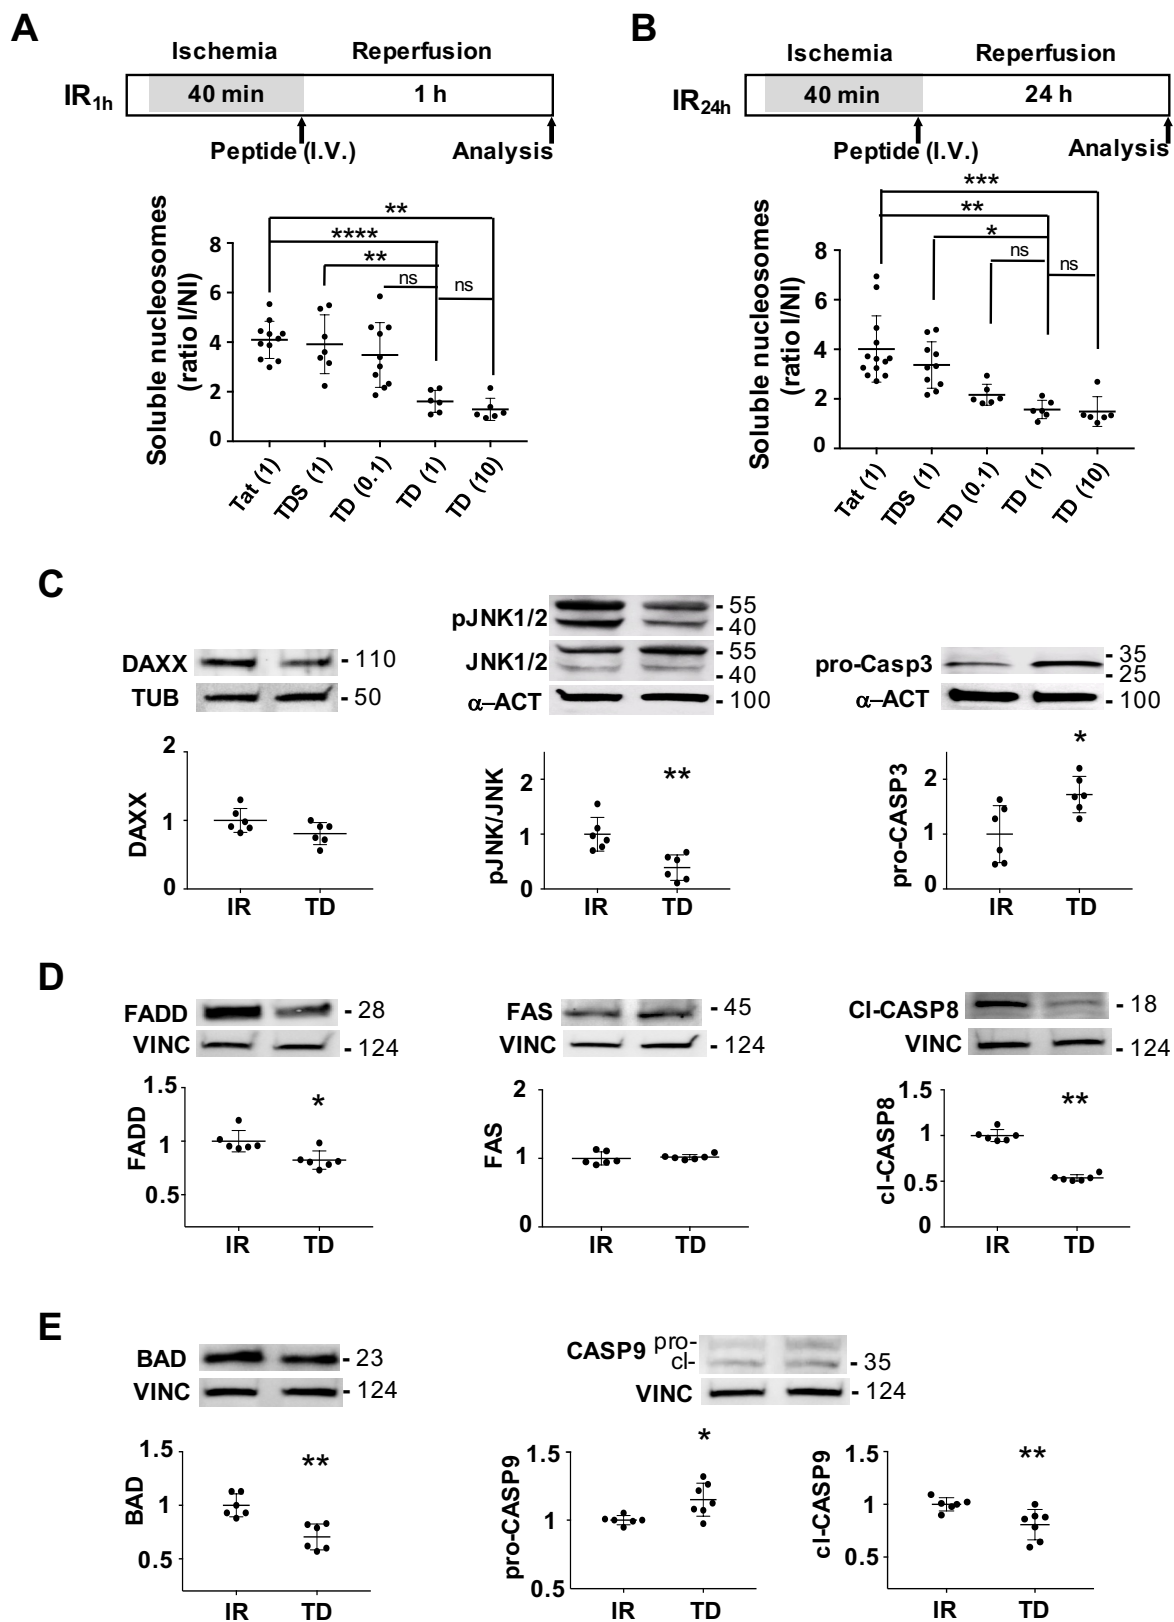 A
Ischemia Reperfusion
IR1h 40 min 1 h
Peptide (I.V.) Analysis
Soluble nucleosomes
(ratio I/NI)
**
****
**
ns
ns
8
6
4
2
0
Tat (1) TDS (1) TD (0.1) TD (1) TD (10)
B
Ischemia Reperfusion
IR24h 40 min 24 h
Peptide (I.V.) Analysis
Soluble nucleosomes
(ratio I/NI)
***
**
*
ns
ns
8
6
4
2
0
Tat (1) TDS (1) TD (0.1) TD (1) TD (10)
C
DAXX - 110
TUB - 50
DAXX
2
1
0
IR TD
pJNK1/2 - 55
- 40
JNK1/2 - 55
- 40
α–ACT - 100
pJNK/JNK
**
2
1
0
IR TD
pro-Casp3 - 35
- 25
α–ACT - 100
pro-CASP3
*
2
1
0
IR TD
D
FADD - 28
VINC - 124
FADD
*
1.5
1
0.5
IR TD
FAS - 45
VINC - 124
FAS
2
1
0
IR TD
Cl-CASP8 - 18
VINC - 124
cl-CASP8
**
1.5
1
0.5
0
IR TD
E
BAD - 23
VINC - 124
BAD
**
1.5
1
0.5
IR TD
CASP9 pro-
cl- - 35
VINC - 124
pro-CASP9
*
1.5
1
0.5
IR TD
cl-CASP9
**
1.5
1
0.5
IR TD